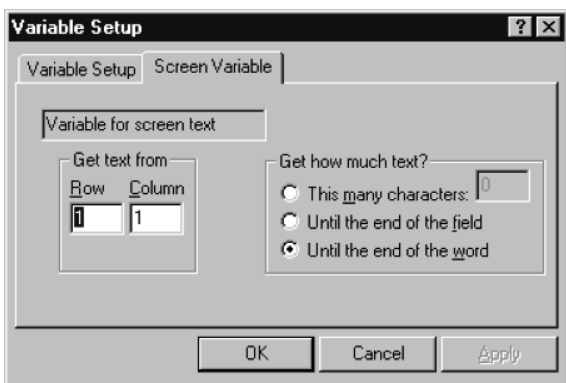 Variable Setup
Variable Setup Screen Variable
Variable for screen text
Get text from
Row Column
1 1
Get how much text?
This many characters: 0
Until the end of the field
Until the end of the word
OK Cancel Apply